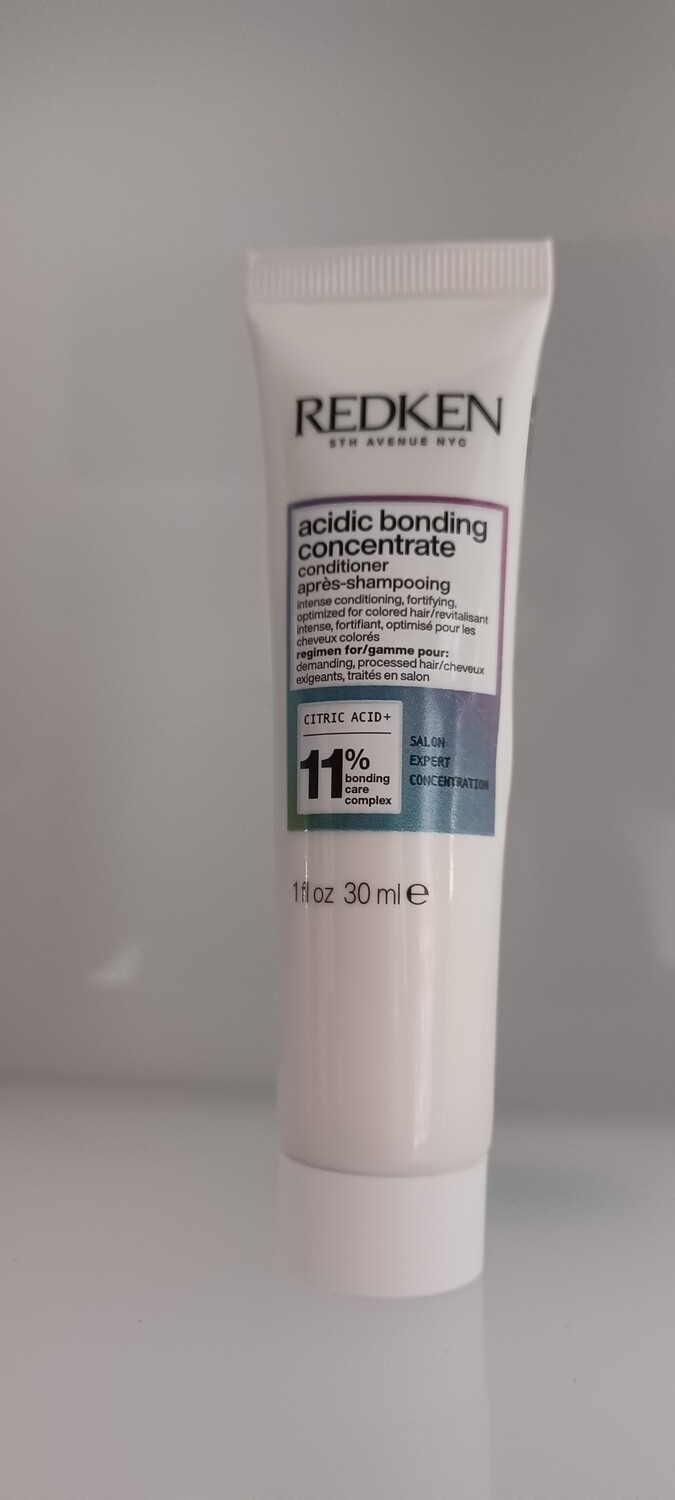 REDKEN
5TH AVENUE NYC
acidic bonding
concentrate
conditioner
après-shampooing
intense conditioning, fortifying,
optimized for colored hair/revitalisant
intense, fortifiant, optimisé pour les
cheveux colorés
regimen for/gamme pour:
demanding, processed hair/cheveux
exigeants, traités en salon
CITRIC ACID+
11%
bonding
care
complex
SALON
EXPERT
CONCENTRATION
1 fl oz 30 ml e